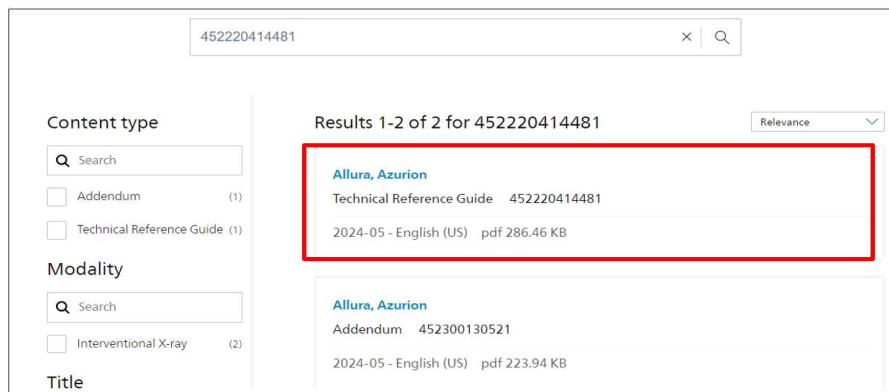 452220414481
Content type
Search
Addendum (1)
Technical Reference Guide (1)
Modality
Search
Interventional X-ray (2)
Title
Results 1-2 of 2 for 452220414481
Relevance
Allura, Azurion
Technical Reference Guide 452220414481
2024-05 - English (US) pdf 286.46 KB
Allura, Azurion
Addendum 452300130521
2024-05 - English (US) pdf 223.94 KB